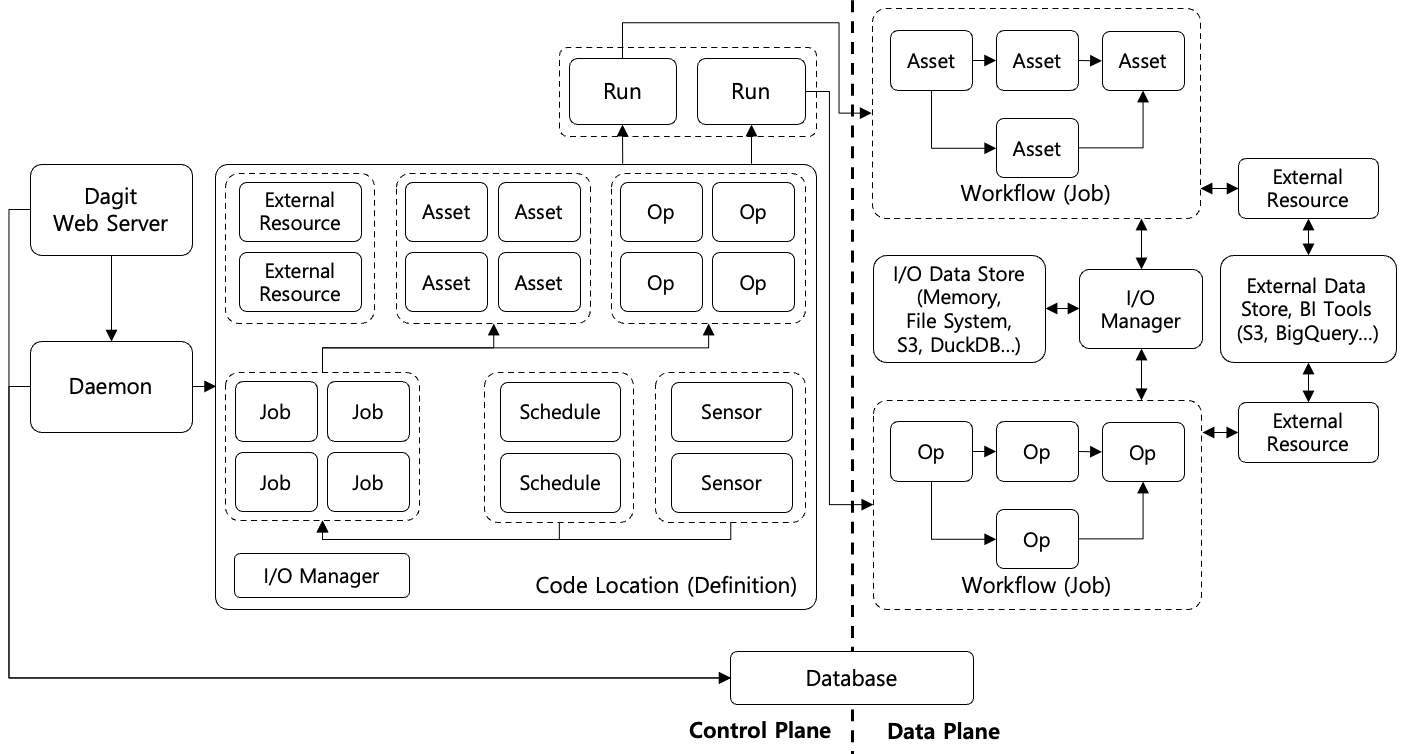 Run
Run
Dagit
Web Server
Daemon
External
Resource
External
Resource
Asset
Asset
Asset
Asset
Op
Op
Op
Op
Job
Job
Job
Job
Schedule
Schedule
Sensor
Sensor
I/O Manager
Code Location (Definition)
Asset
Asset
Asset
Asset
Workflow (Job)
External
Resource
I/O Data Store
(Memory,
File System,
S3, DuckDB...)
I/O
Manager
External Data
Store, BI Tools
(S3, BigQuery...)
External
Resource
Op
Op
Op
Op
Workflow (Job)
Database
Control Plane
Data Plane